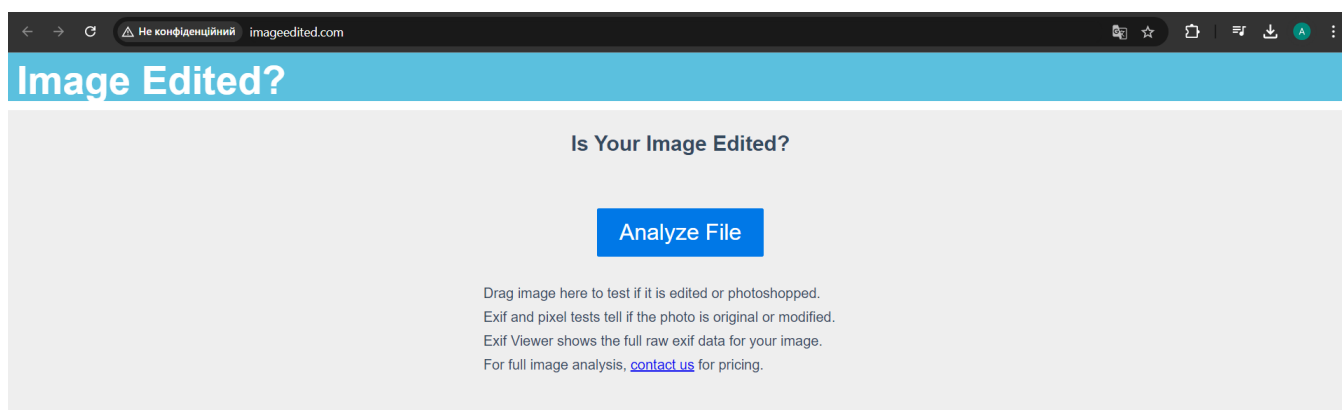 Не конфіденційний imageedited.com
A
Image Edited?
Is Your Image Edited?
Analyze File
Drag image here to test if it is edited or photoshopped.
Exif and pixel tests tell if the photo is original or modified.
Exif Viewer shows the full raw exif data for your image.
For full image analysis, contact us for pricing.